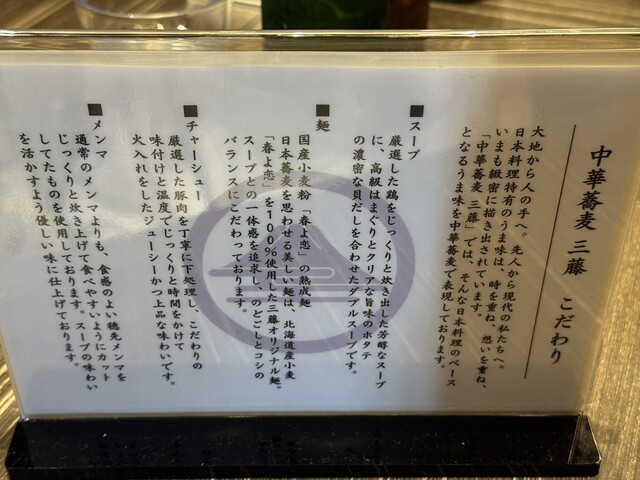 中華蕎麦 三藤 こだわり
大地から人の手へ。先人から現代の私たちへ。
日本料理特有のうま味は、時を重ね、想いを重ね、
いまも緻密に描き出されています。
「中華蕎麦 三藤」では、そんな日本料理のベース
となるうま味を中華蕎麦で表現しております。
■スープ
厳選した鶏をじっくりと炊き出した芳醇なスープ
に、高級はまぐりとクリアな旨味のホタテ
の濃密な貝だしを合わせたダブルスープです。
■麺
国産小麦粉「春よ恋」の熟成麺
日本蕎麦を思わせる美しい麺は、北海道産小麦
「春よ恋」を100%使用した三藤オリジナル麺。
スープとの一体感を追求し、のどごしとコシの
バランスにこだわっております。
■チャーシュー
厳選した豚肉を丁寧に下処理し、こだわりの
味付けと温度でじっくりと時間をかけて
火入れをしたジューシーかつ上品な味わいです。
■メンマ
通常のメンマよりも、食感のよい穂先メンマを
じっくりと炊き上げて食べやすいようにカット
してたものを使用しております。スープの味わい
を活かすよう優しい味に仕上げております。